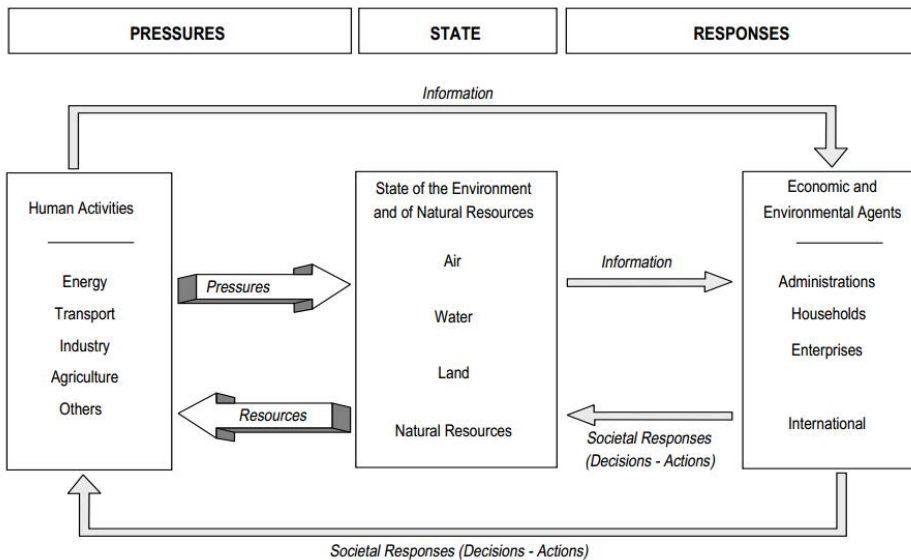 PRESSURES
STATE
RESPONSES
Information
Human Activities
Energy
Transport
Industry
Agriculture
Others
Pressures
Resources
State of the Environment
and of Natural Resources
Air
Water
Land
Natural Resources
Information
Societal Responses
(Decisions - Actions)
Economic and
Environmental Agents
Administrations
Households
Enterprises
International
Societal Responses (Decisions - Actions)